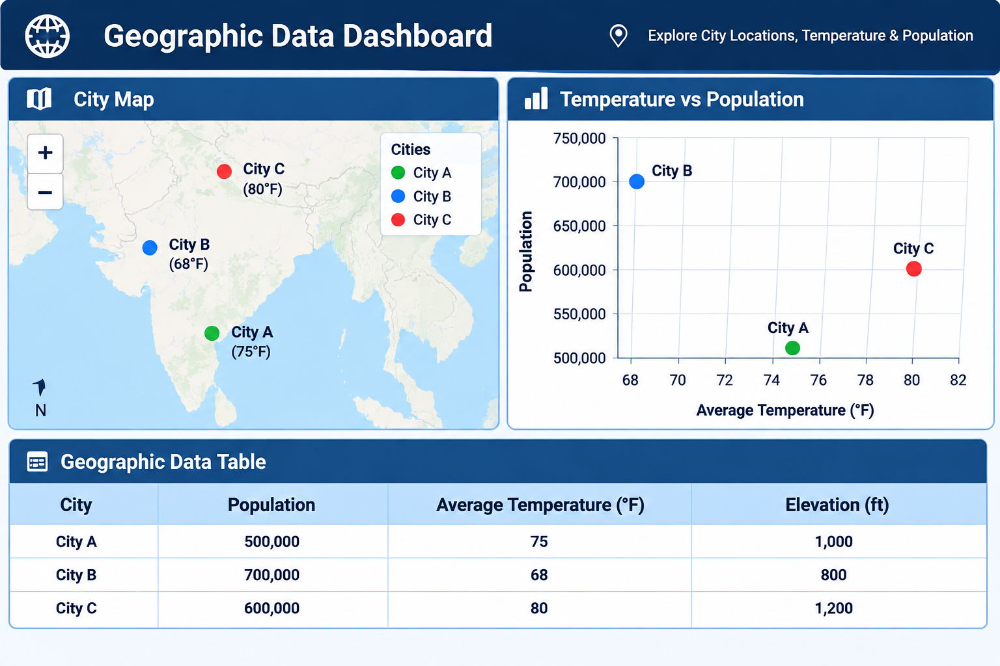 Geographic Data Dashboard
Explore City Locations, Temperature & Population
City Map
+
−
City C
(80°F)
City B
(68°F)
City A
(75°F)
N
Cities
City A
City B
City C
Temperature vs Population
Population
750,000
700,000
650,000
600,000
550,000
500,000
City B
City C
City A
68 70 72 74 76 78 80 82
Average Temperature (°F)
Geographic Data Table
City Population Average Temperature (°F) Elevation (ft)
City A 500,000 75 1,000
City B 700,000 68 800
City C 600,000 80 1,200